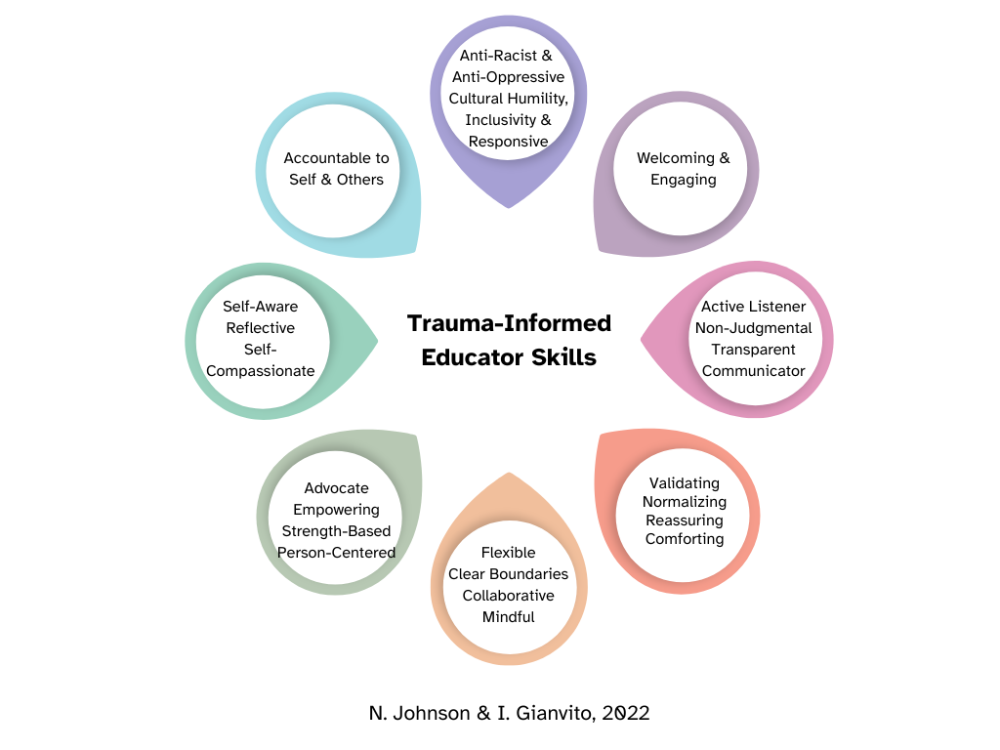 Anti-Racist &
Anti-Oppressive
Cultural Humility,
Inclusivity &
Responsive
Welcoming &
Engaging
Active Listener
Non-Judgmental
Transparent
Communicator
Validating
Normalizing
Reassuring
Comforting
Flexible
Clear Boundaries
Collaborative
Mindful
Advocate
Empowering
Strength-Based
Person-Centered
Self-Aware
Reflective
Self-
Compassionate
Accountable to
Self & Others
Trauma-Informed
Educator Skills
N. Johnson & I. Gianvito, 2022